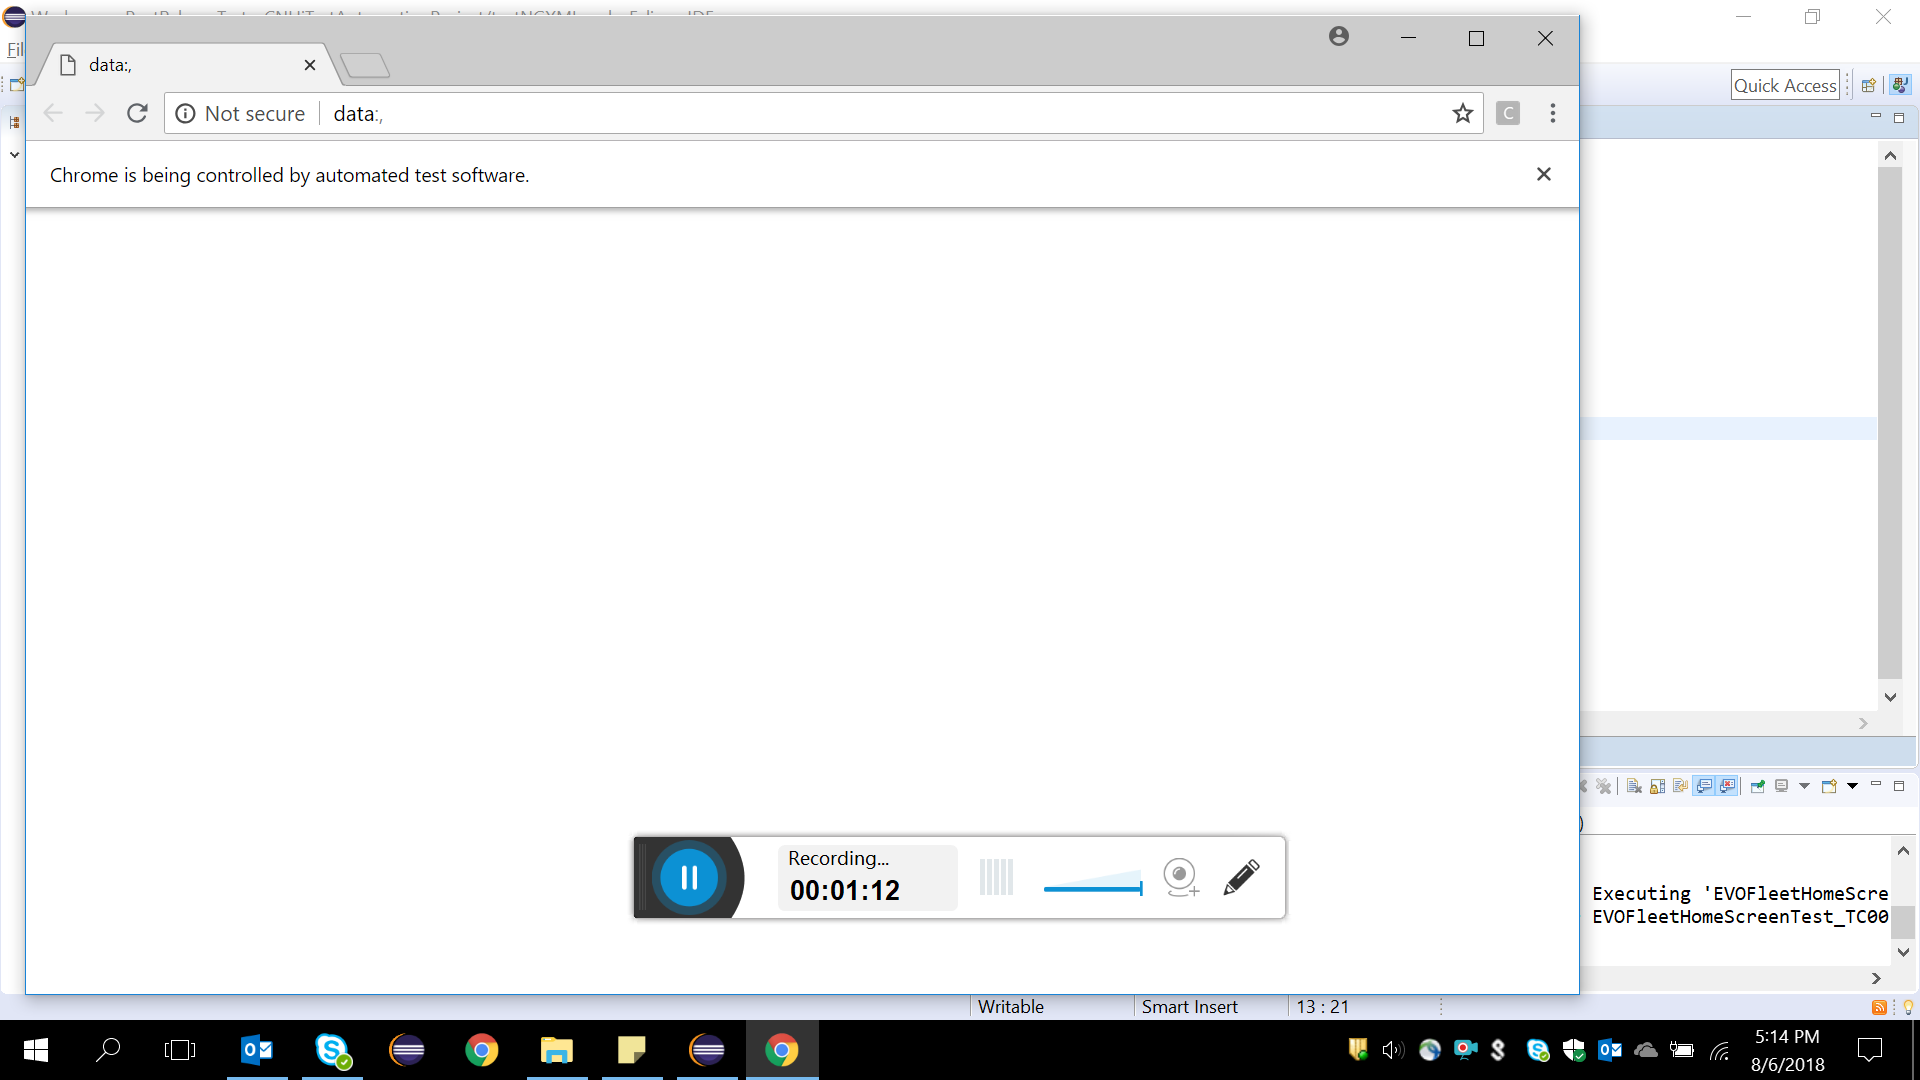 Fil
data:,
Quick Access
Not secure
data:,
C
Chrome is being controlled by automated test software.
Recording...
00:01:12
)
Executing 'EVOFleetHomeScre
EVOFleetHomeScreenTest_TC00
Writable
Smart Insert
13 : 21
5:14 PM
8/6/2018